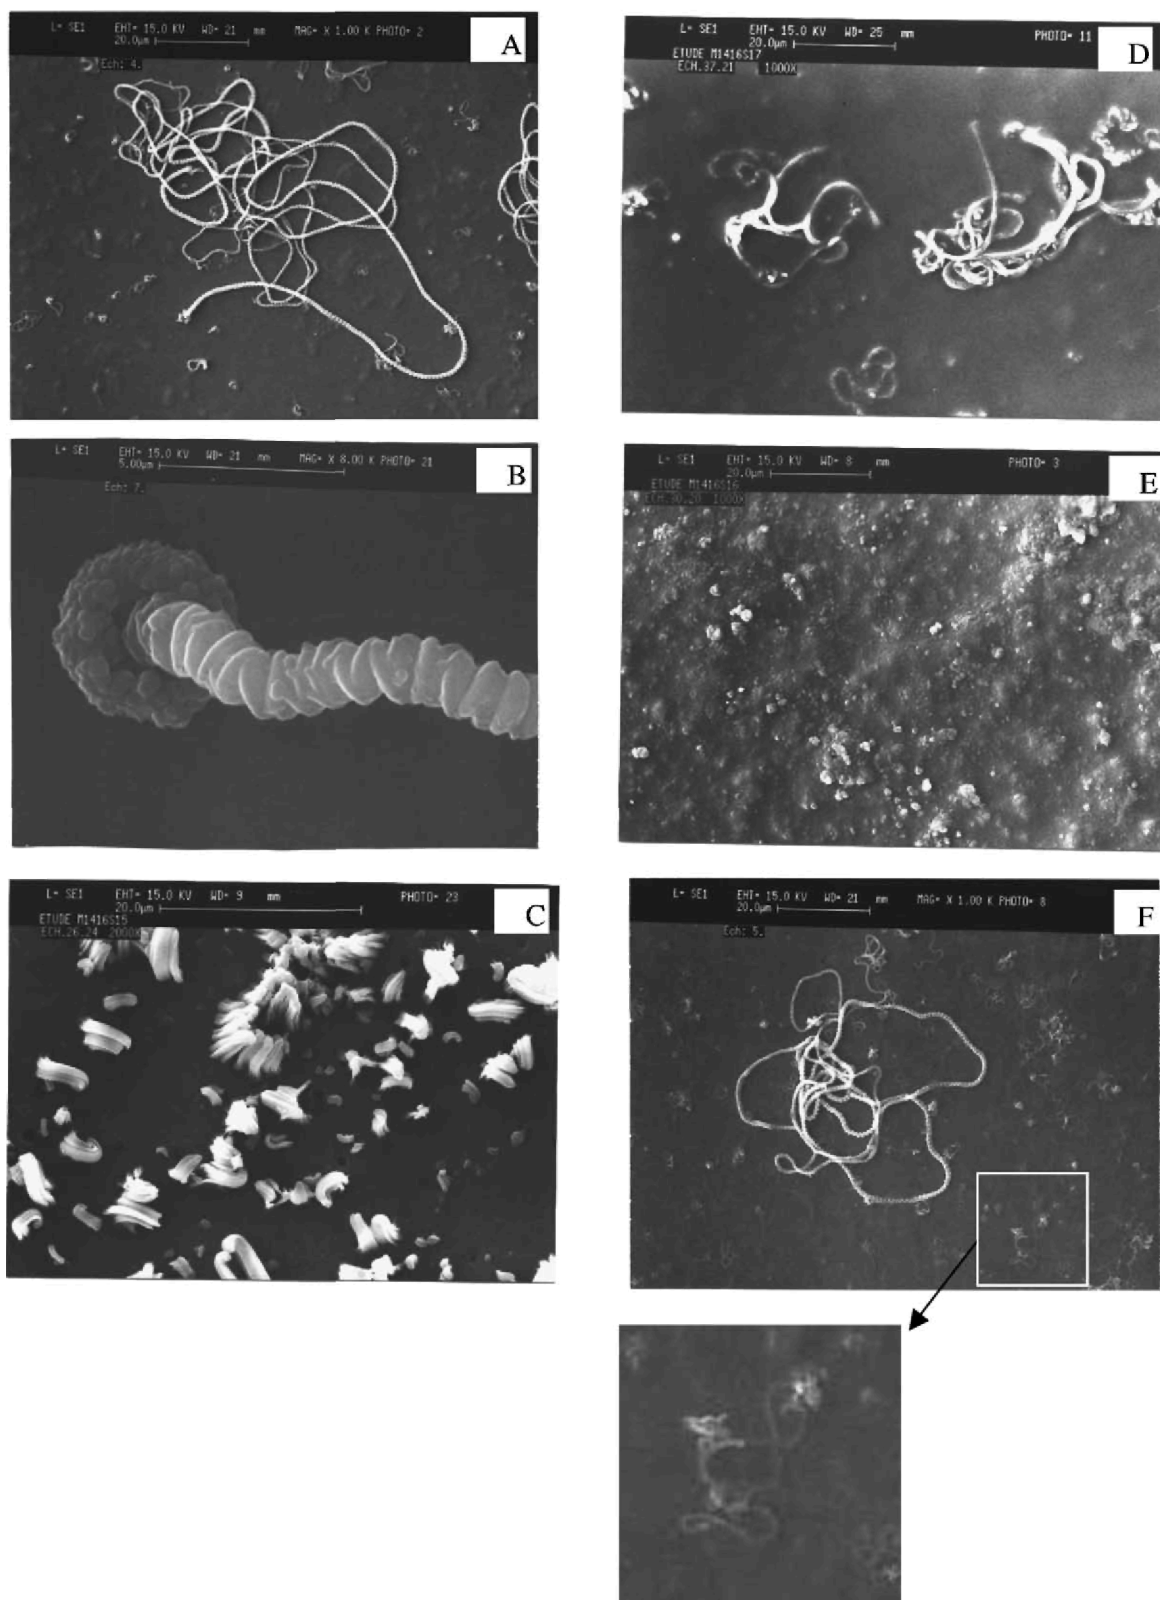 L= SE1 EHT= 15.0 KV WD= 21 mm MAG= X 1.00 K PHOTO= 2
20.0µm
Ech: 4.
A
L= SE1 EHT= 15.0 KV WD= 21 mm MAG= X 8.00 K PHOTO= 21
5.00µm
Ech: 7.
B
L= SE1 EHT= 15.0 KV WD= 9 mm PHOTO= 23
20.0µm
ETUDE M1416S15
ECH.26.24 2000X
C
L= SE1 EHT= 15.0 KV WD= 25 mm PHOTO= 11
20.0µm
ETUDE M1416S17
ECH.37.21 1000X
D
L= SE1 EHT= 15.0 KV WD= 8 mm PHOTO= 3
20.0µm
ETUDE M1416S16
ECH.30.20 1000X
E
L= SE1 EHT= 15.0 KV WD= 21 mm MAG= X 1.00 K PHOTO= 8
20.0µm
Ech: 5.
F